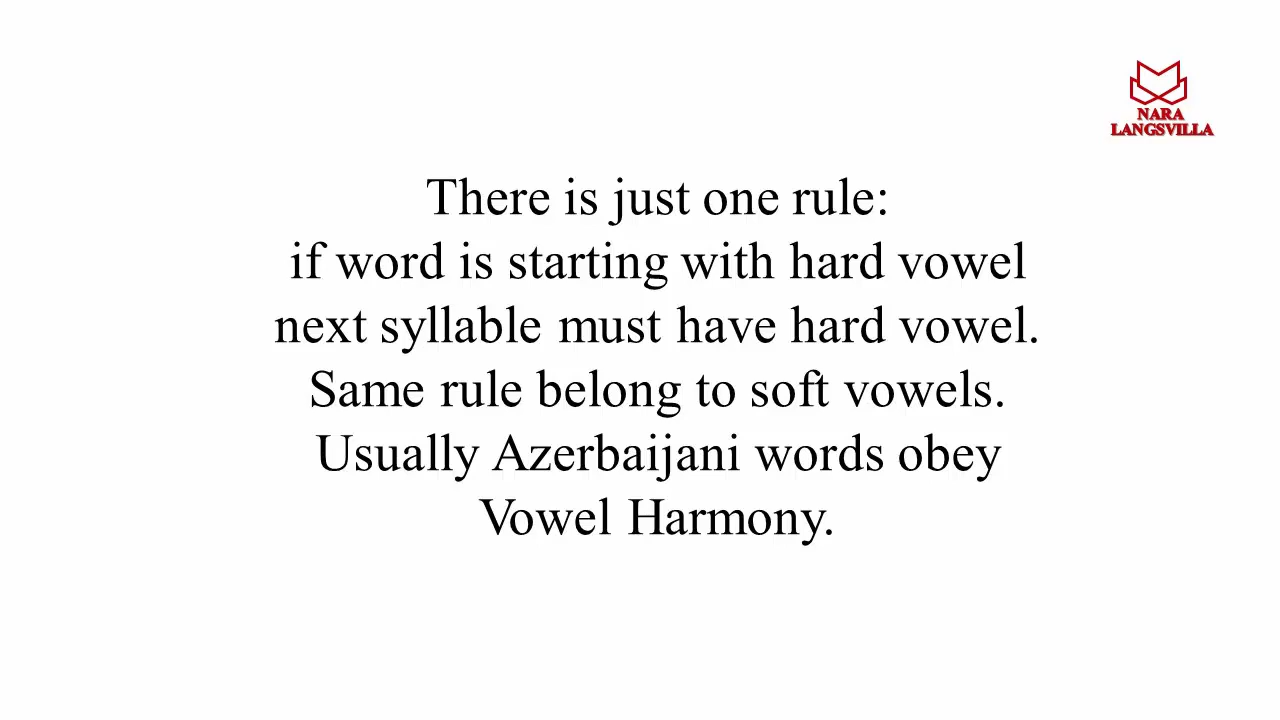 NARA
LANGSVILLA
There is just one rule:
if word is starting with hard vowel
next syllable must have hard vowel.
Same rule belong to soft vowels.
Usually Azerbaijani words obey
Vowel Harmony.